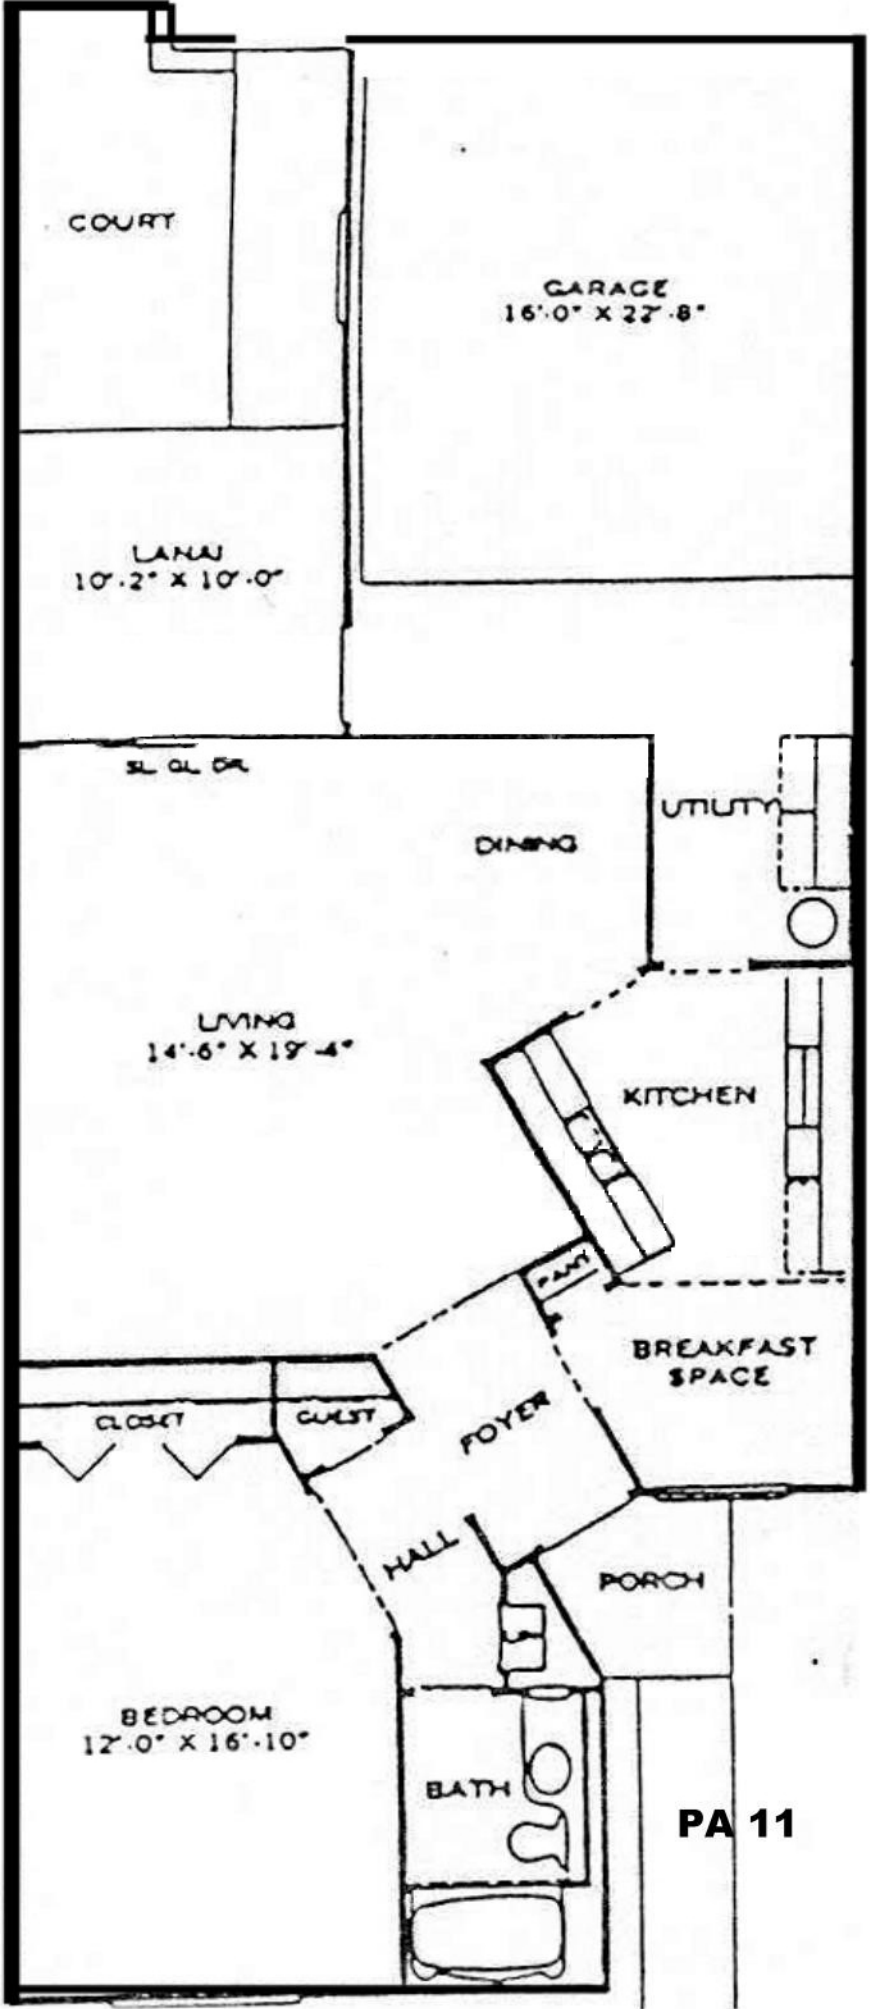 COURT
GARAGE
16'-0" X 22'-8"
LANAI
10'-2" X 10'-0"
SL GL DR
DINING
UTILITY
LIVING
14'-6" X 19'-4"
KITCHEN
PANT
BREAKFAST
SPACE
CLOSET
GUEST
FOYER
HALL
PORCH
BEDROOM
12'-0" X 16'-10"
BATH
PA 11